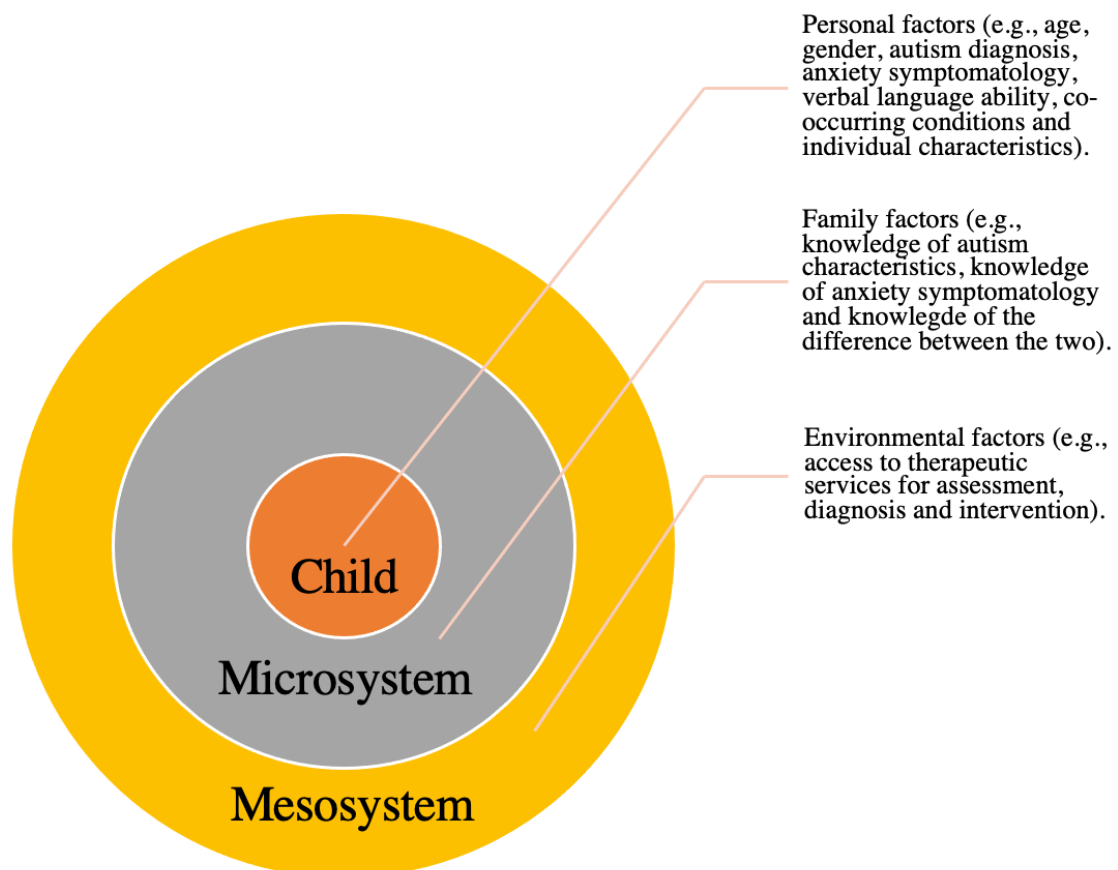 Personal factors (e.g., age,
gender, autism diagnosis,
anxiety symptomatology,
verbal language ability, co-
occurring conditions and
individual characteristics).
Family factors (e.g.,
knowledge of autism
characteristics, knowledge
of anxiety symptomatology
and knowlegde of the
difference between the two).
Environmental factors (e.g.,
access to therapeutic
services for assessment,
diagnosis and intervention).
Child
Microsystem
Mesosystem